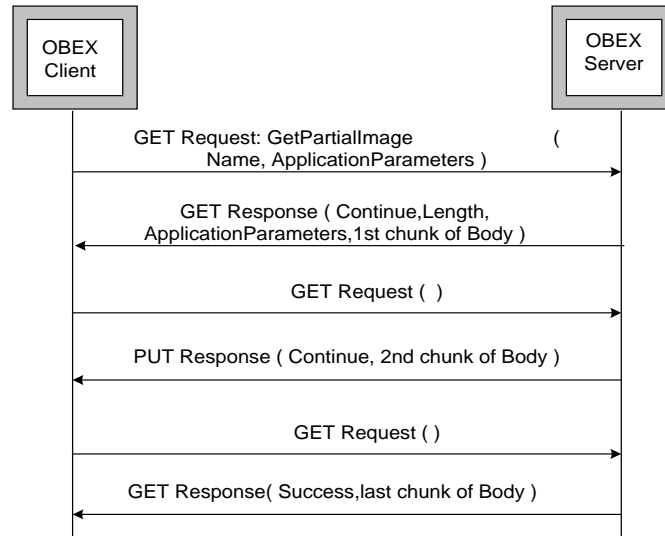 OBEX
Client
OBEX
Server
GET Request: GetPartialImage (
Name, ApplicationParameters )
GET Response ( Continue,Length,
ApplicationParameters,1st chunk of Body )
GET Request ( )
PUT Response ( Continue, 2nd chunk of Body )
GET Request ( )
GET Response( Success,last chunk of Body )